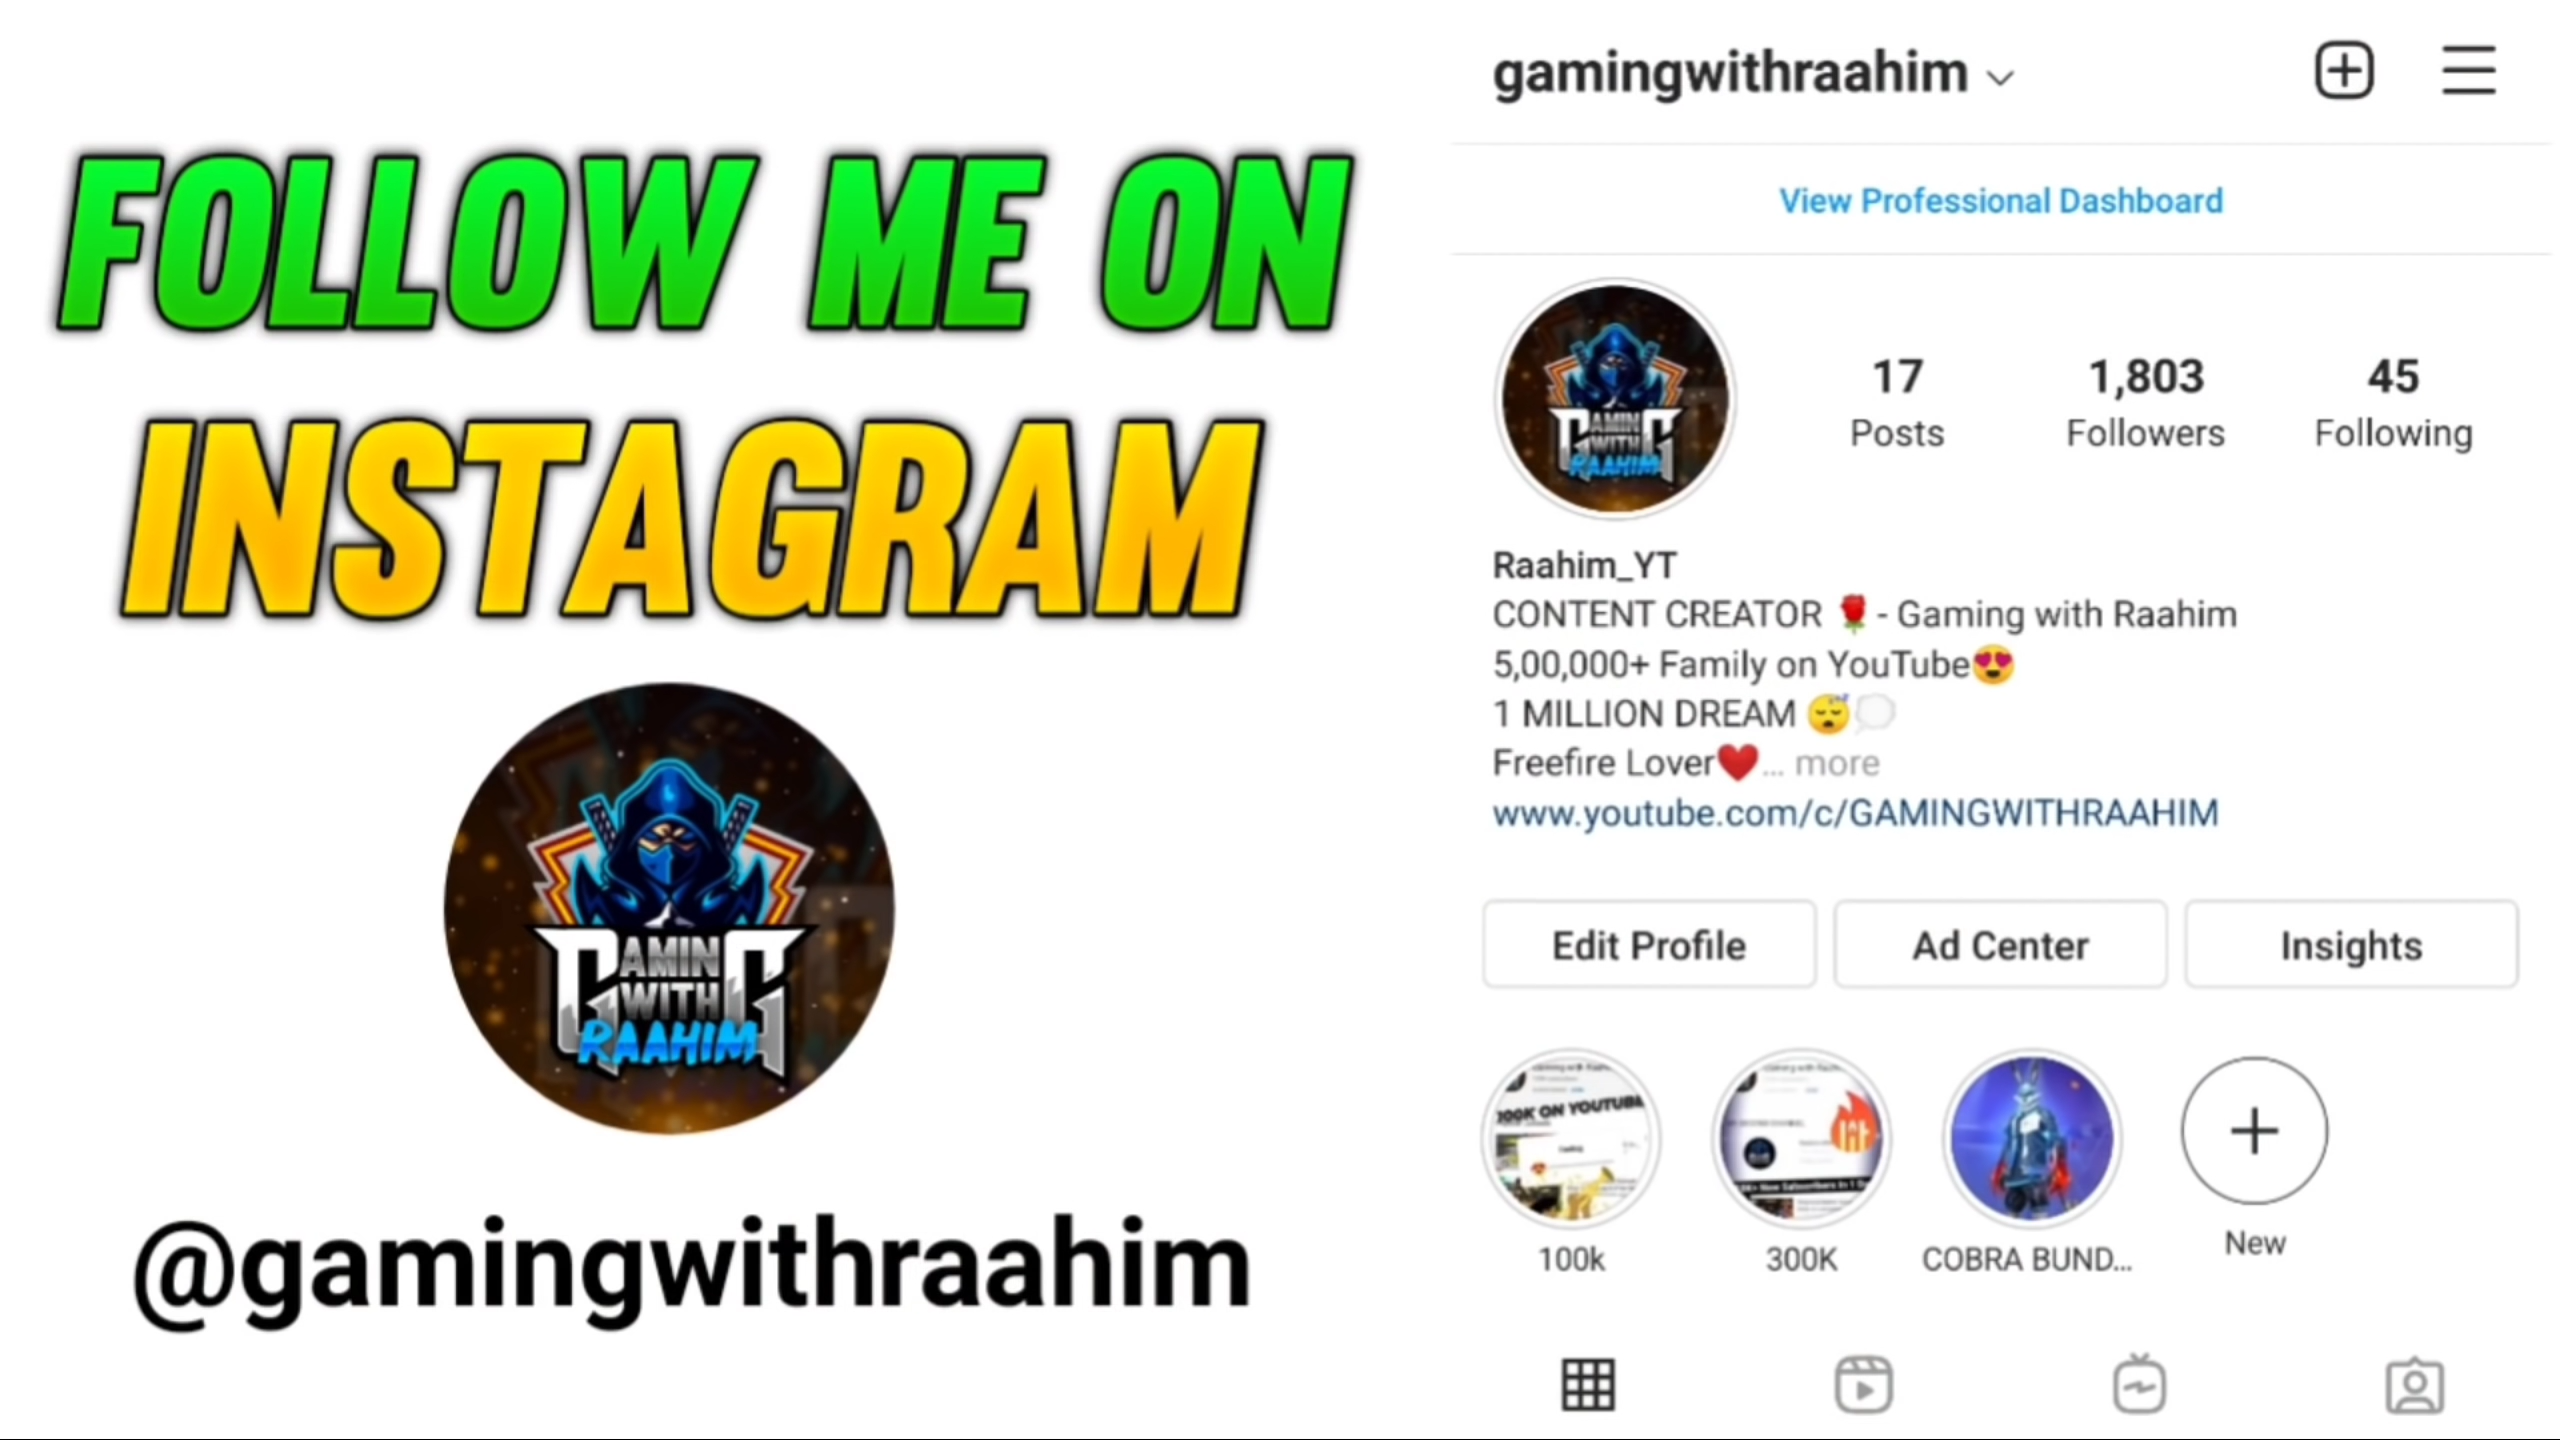 FOLLOW ME ON
INSTAGRAM
GAMING
WITH
RAAHIM
@gamingwithraahim
gamingwithraahim
View Professional Dashboard
GAMING
WITH
RAAHIM
17
Posts
1,803
Followers
45
Following
Raahim_YT
CONTENT CREATOR 🌹 - Gaming with Raahim
5,00,000+ Family on YouTube😍
1 MILLION DREAM 😴💭
Freefire Lover❤️... more
www.youtube.com/c/GAMINGWITHRAAHIM
Edit Profile
Ad Center
Insights
ON YOUTUBE
100k
300K
COBRA BUND...
New